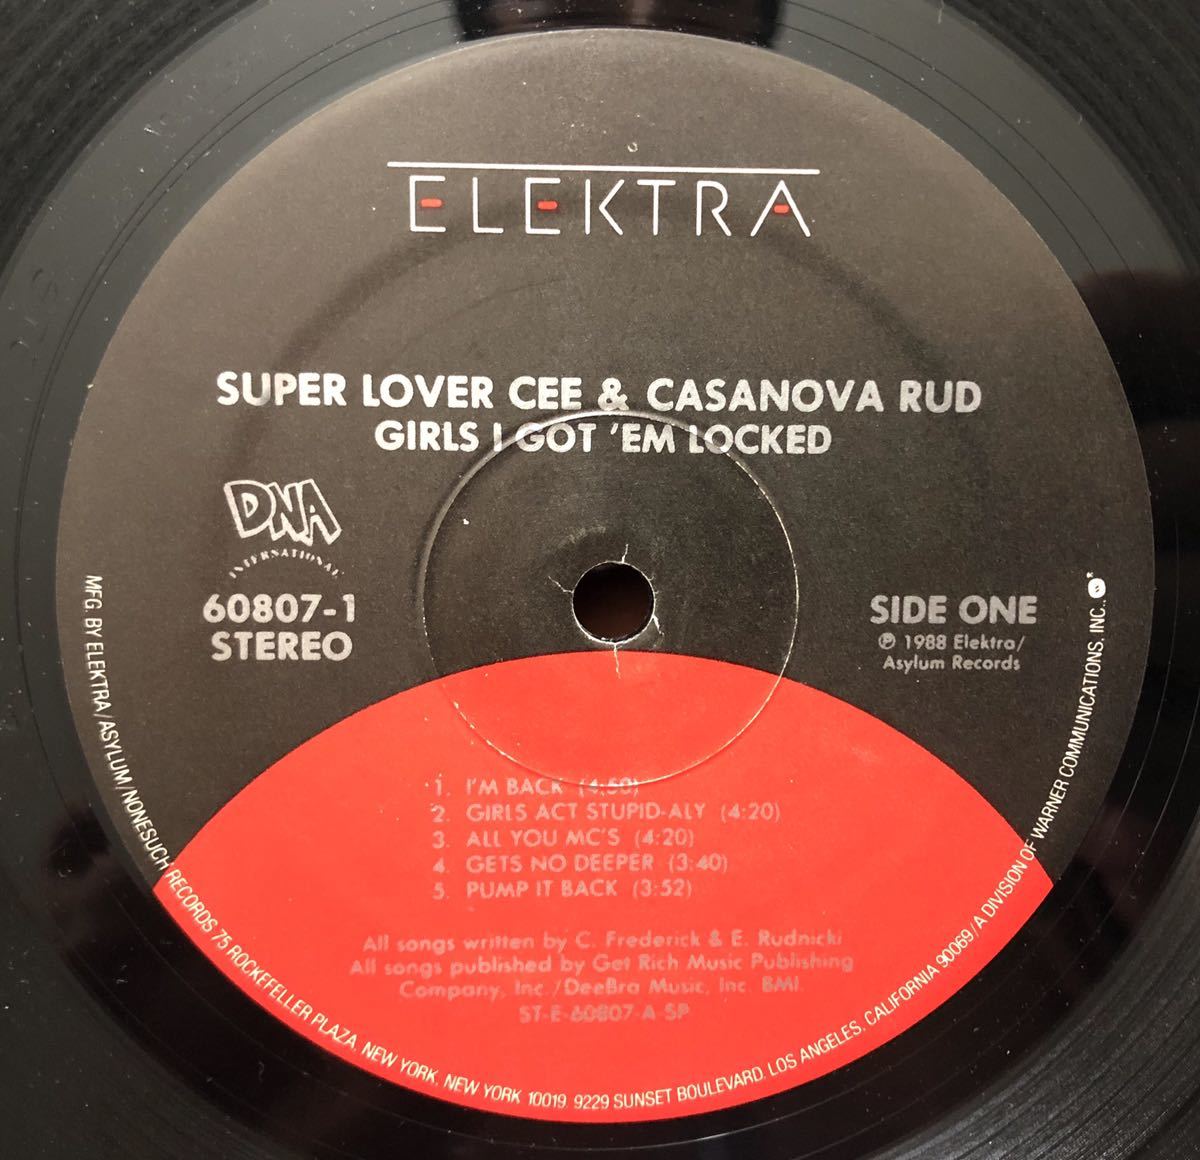 ELEKTRA
SUPER LOVER CEE & CASANOVA RUD
GIRLS I GOT 'EM LOCKED
DNA
INTERNATIONAL
60807-1
STEREO
SIDE ONE
℗ 1988 Elektra/
Asylum Records
1. I'M BACK (4:50)
2. GIRLS ACT STUPID-ALY (4:20)
3. ALL YOU MC'S (4:20)
4. GETS NO DEEPER (3:40)
5. PUMP IT BACK (3:52)
All songs written by C. Frederick & E. Rudnicki
All songs published by Get Rich Music Publishing
Company, Inc./DeeBra Music, Inc. BMI.
ST-E-60807-A-SP
MFG. BY ELEKTRA/ASYLUM/NONESUCH RECORDS 75 ROCKEFELLER PLAZA, NEW YORK, NEW YORK 10019. 9229 SUNSET BOULEVARD, LOS ANGELES, CALIFORNIA 90069/A DIVISION OF WARNER COMMUNICATIONS, INC.